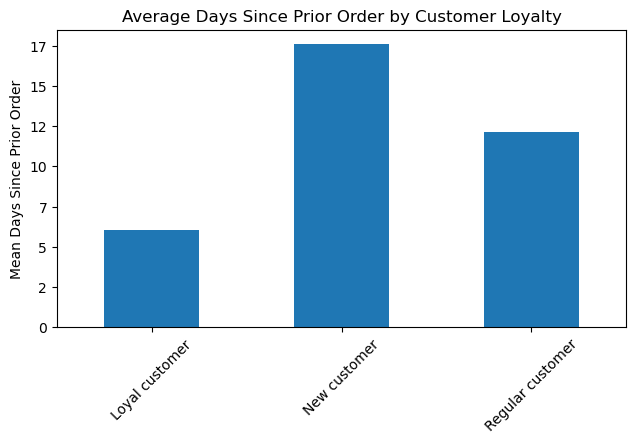 Average Days Since Prior Order by Customer Loyalty
Mean Days Since Prior Order
17
15
12
10
7
5
2
0
Loyal customer
New customer
Regular customer